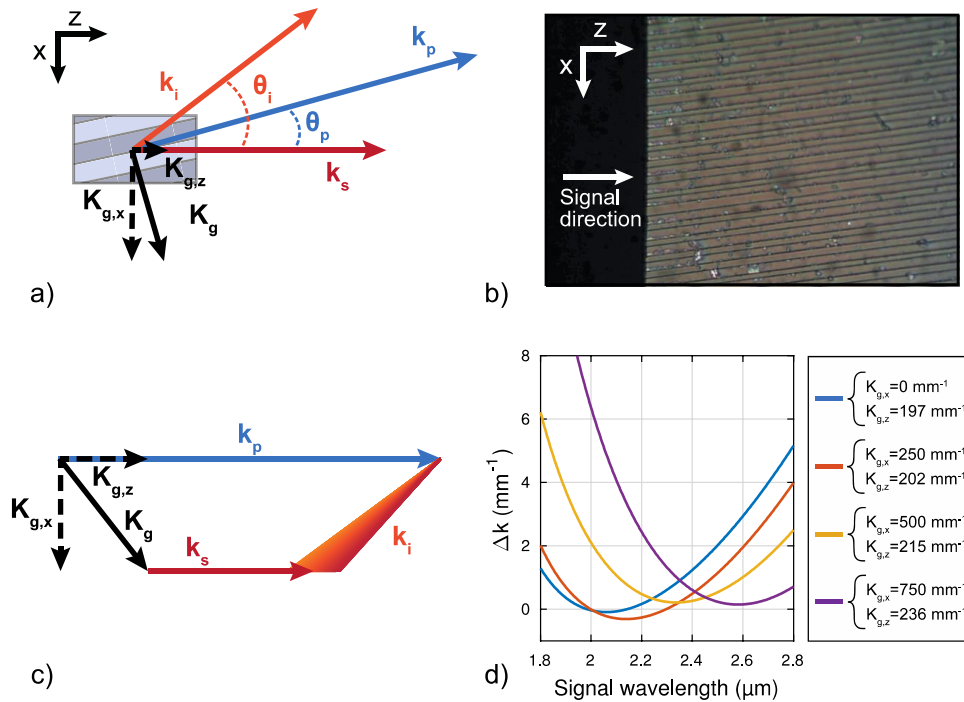 z
x
k_i
θ_i
k_p
θ_p
k_s
K_g,z
K_g,x
K_g
a)
z
x
Signal
direction
b)
k_p
K_g,z
K_g,x
K_g
k_s
k_i
c)
8
6
4
2
0
Δk (mm⁻¹)
1.8 2 2.2 2.4 2.6 2.8
Signal wavelength (μm)
d)
K_g,x=0 mm⁻¹
K_g,z=197 mm⁻¹
K_g,x=250 mm⁻¹
K_g,z=202 mm⁻¹
K_g,x=500 mm⁻¹
K_g,z=215 mm⁻¹
K_g,x=750 mm⁻¹
K_g,z=236 mm⁻¹